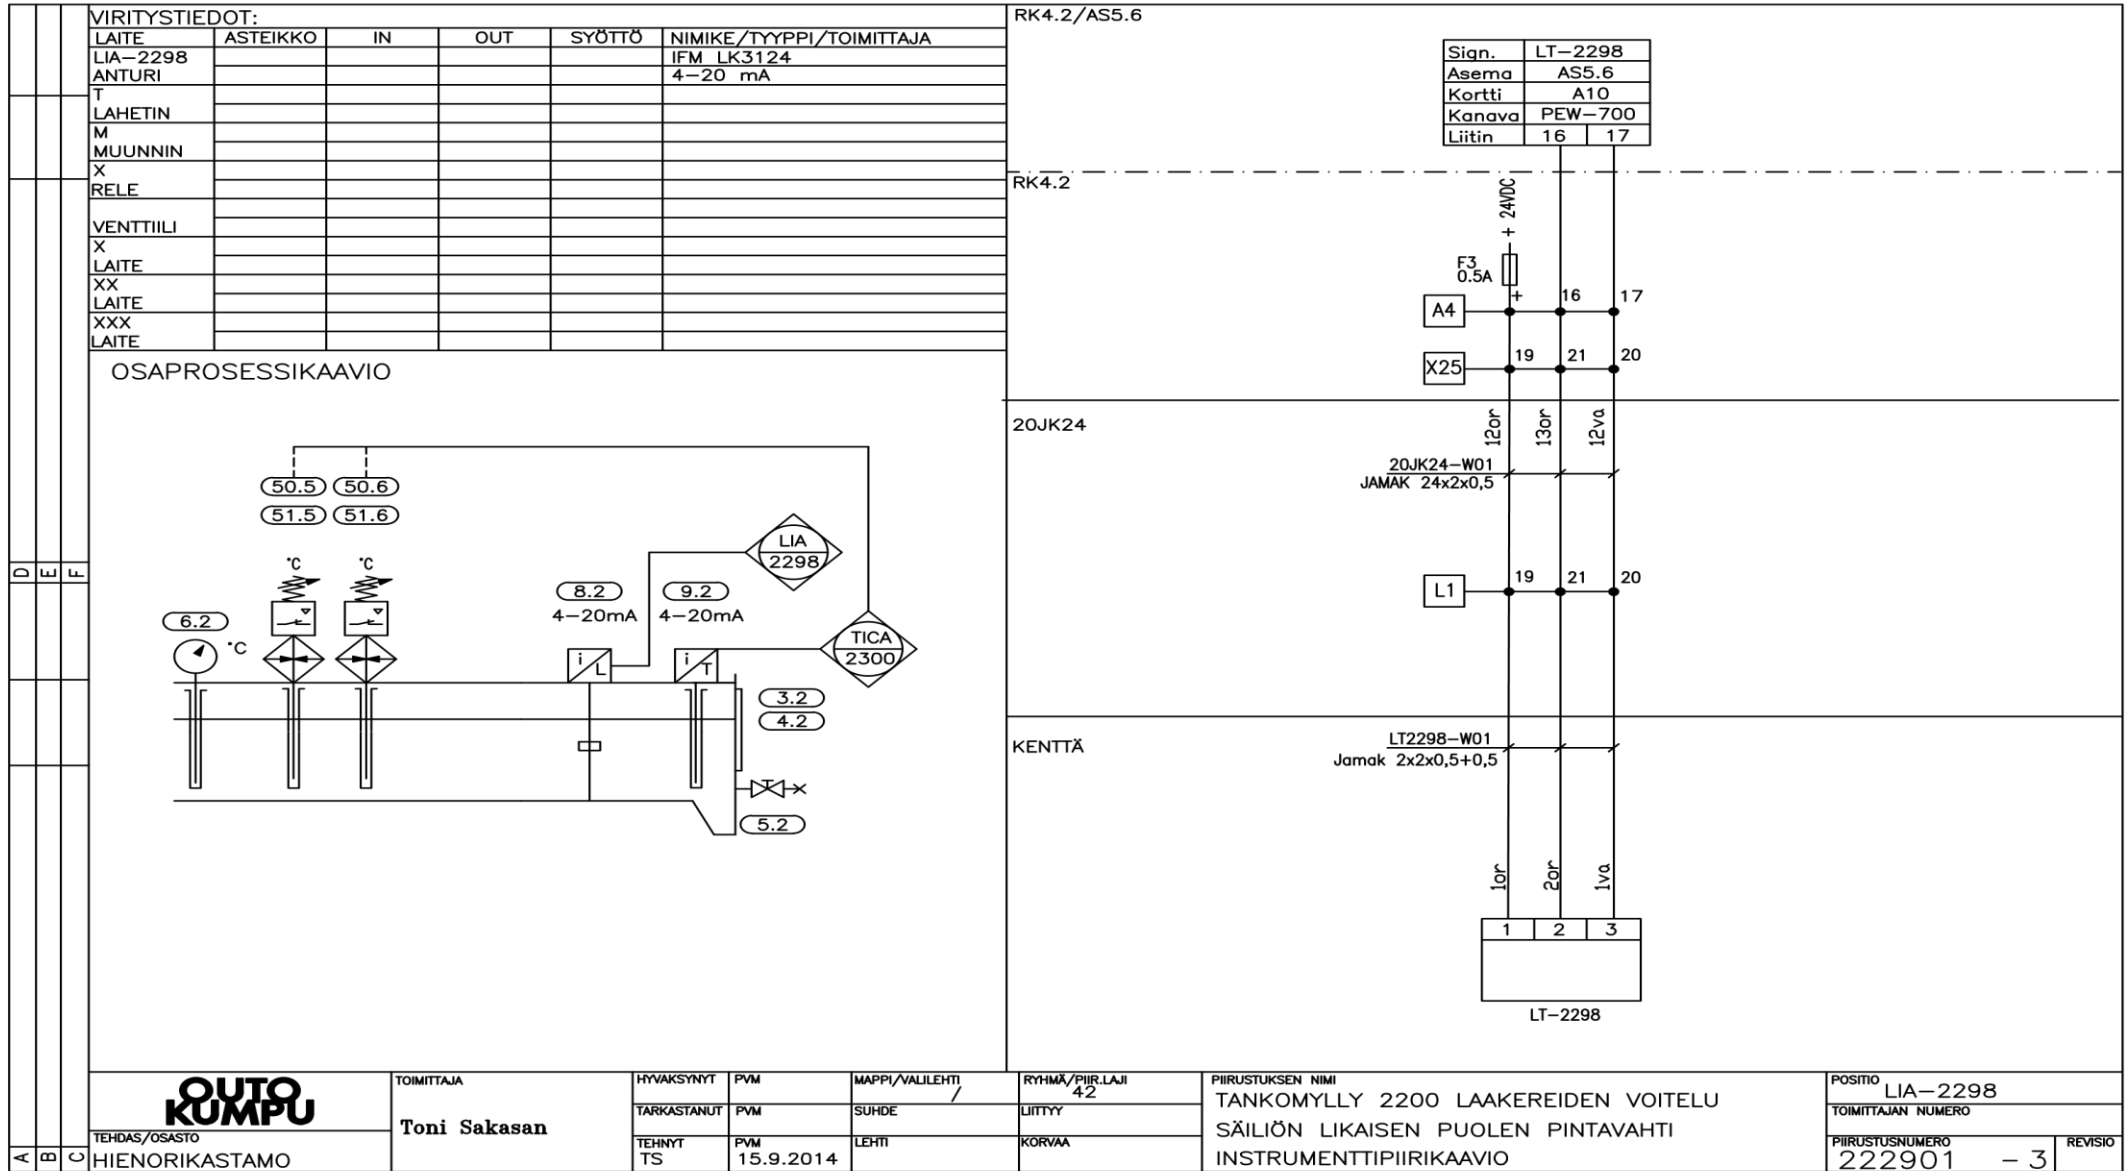 VIRITYSTIEDOT:
LAITE ASTEIKKO IN OUT SYÖTTÖ NIMIKE/TYYPPI/TOIMITTAJA
LIA-2298 IFM LK3124
ANTURI 4-20 mA
T
LAHETIN
M
MUUNNIN
X
RELE
VENTTIILI
X
LAITE
XX
LAITE
XXX
LAITE
OSAPROSESSIKAAVIO
50.5 50.6
51.5 51.6
LIA
2298
°C °C
8.2 9.2
4-20mA 4-20mA
6.2
°C
TICA
2300
i L
i T
3.2
4.2
T
5.2
RK4.2/AS5.6
Sign. LT-2298
Asema AS5.6
Kortti A10
Kanava PEW-700
Liitin 16 17
RK4.2
+ 24VDC
F3
0.5A
+ 16 17
A4
19 21 20
X25
20JK24
12or 13or 12va
20JK24-W01
JAMAK 24x2x0,5
19 21 20
L1
KENTTÄ
LT2298-W01
Jamak 2x2x0,5+0,5
1or 2or 1va
1 2 3
LT-2298
D E F
A B C
OUTO
KUMPU
TEHDAS/OSASTO
HIENORIKASTAMO
TOIMITTAJA
Toni Sakasan
HYVAKSYNYT PVM
TARKASTANUT PVM
TEHNYT PVM
TS 15.9.2014
MAPPI/VALILEHTI
/
SUHDE
LEHTI
RYHMÄ/PIIR.LAJI
42
LIITTYY
KORVAA
PIIRUSTUKSEN NIMI
TANKOMYLLY 2200 LAAKEREIDEN VOITELU
SÄILIÖN LIKAISEN PUOLEN PINTAVAHTI
INSTRUMENTTIPIIRIKAAVIO
POSITIO
LIA-2298
TOIMITTAJAN NUMERO
PIIRUSTUSNUMERO REVISIO
222901 - 3